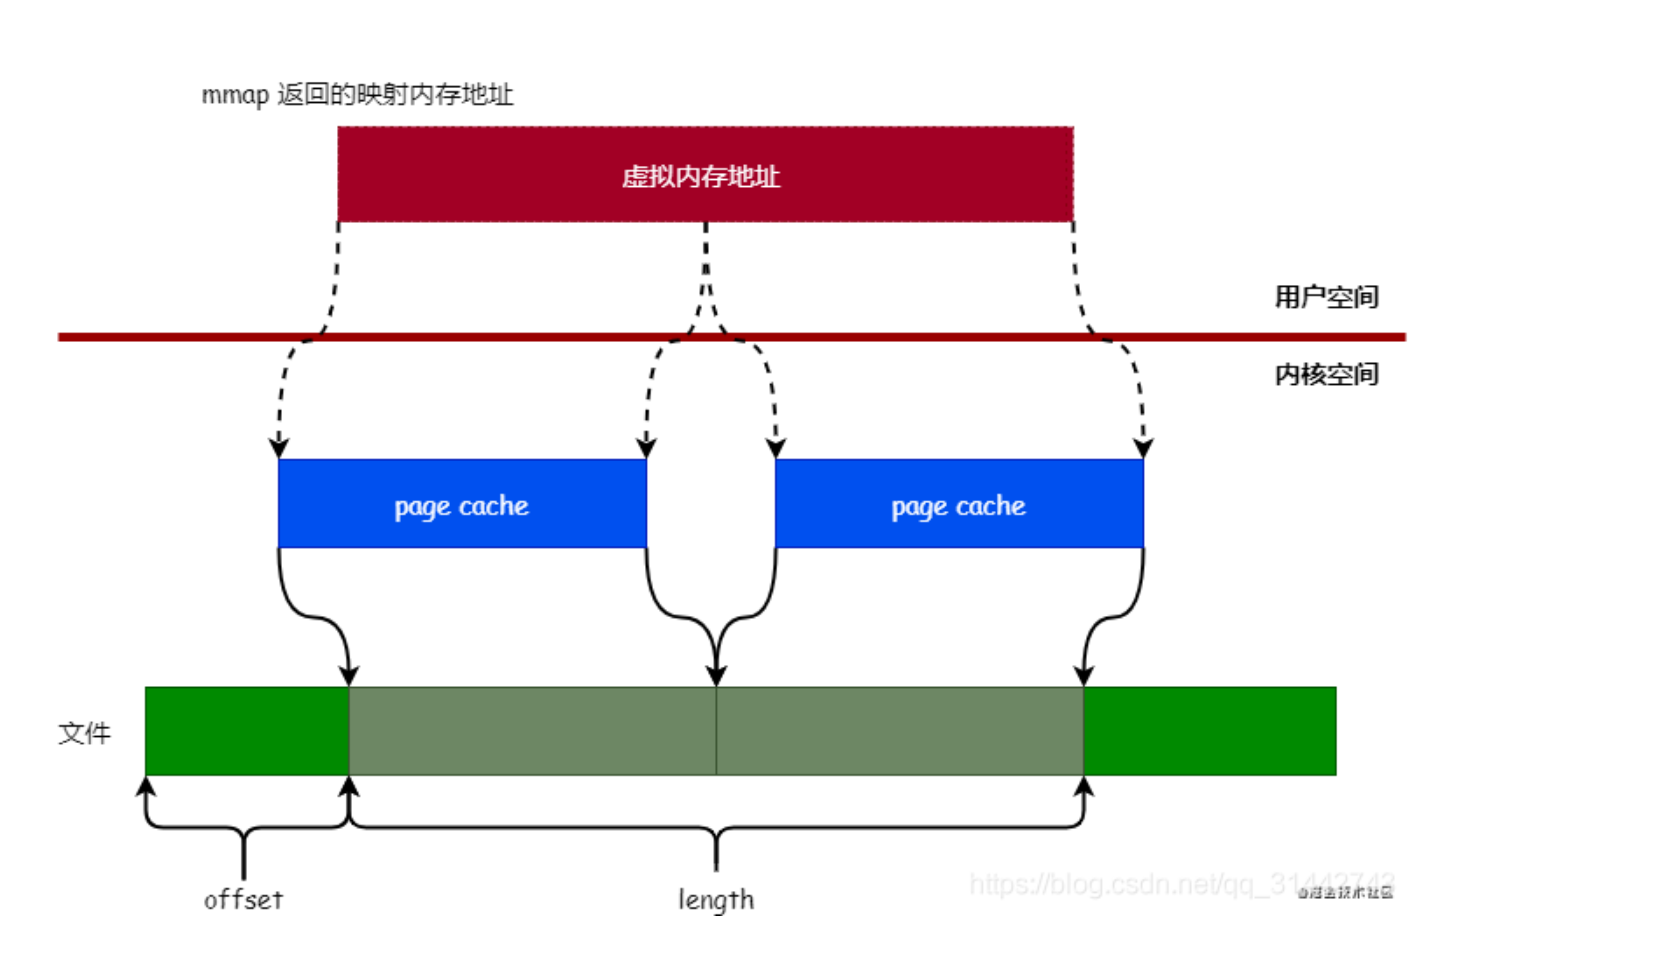 mmap 返回的映射内存地址
虚拟内存地址
用户空间
内核空间
page cache
page cache
文件
offset
length
https://blog.csdn.net/qq_31442743
@掘金技术社区